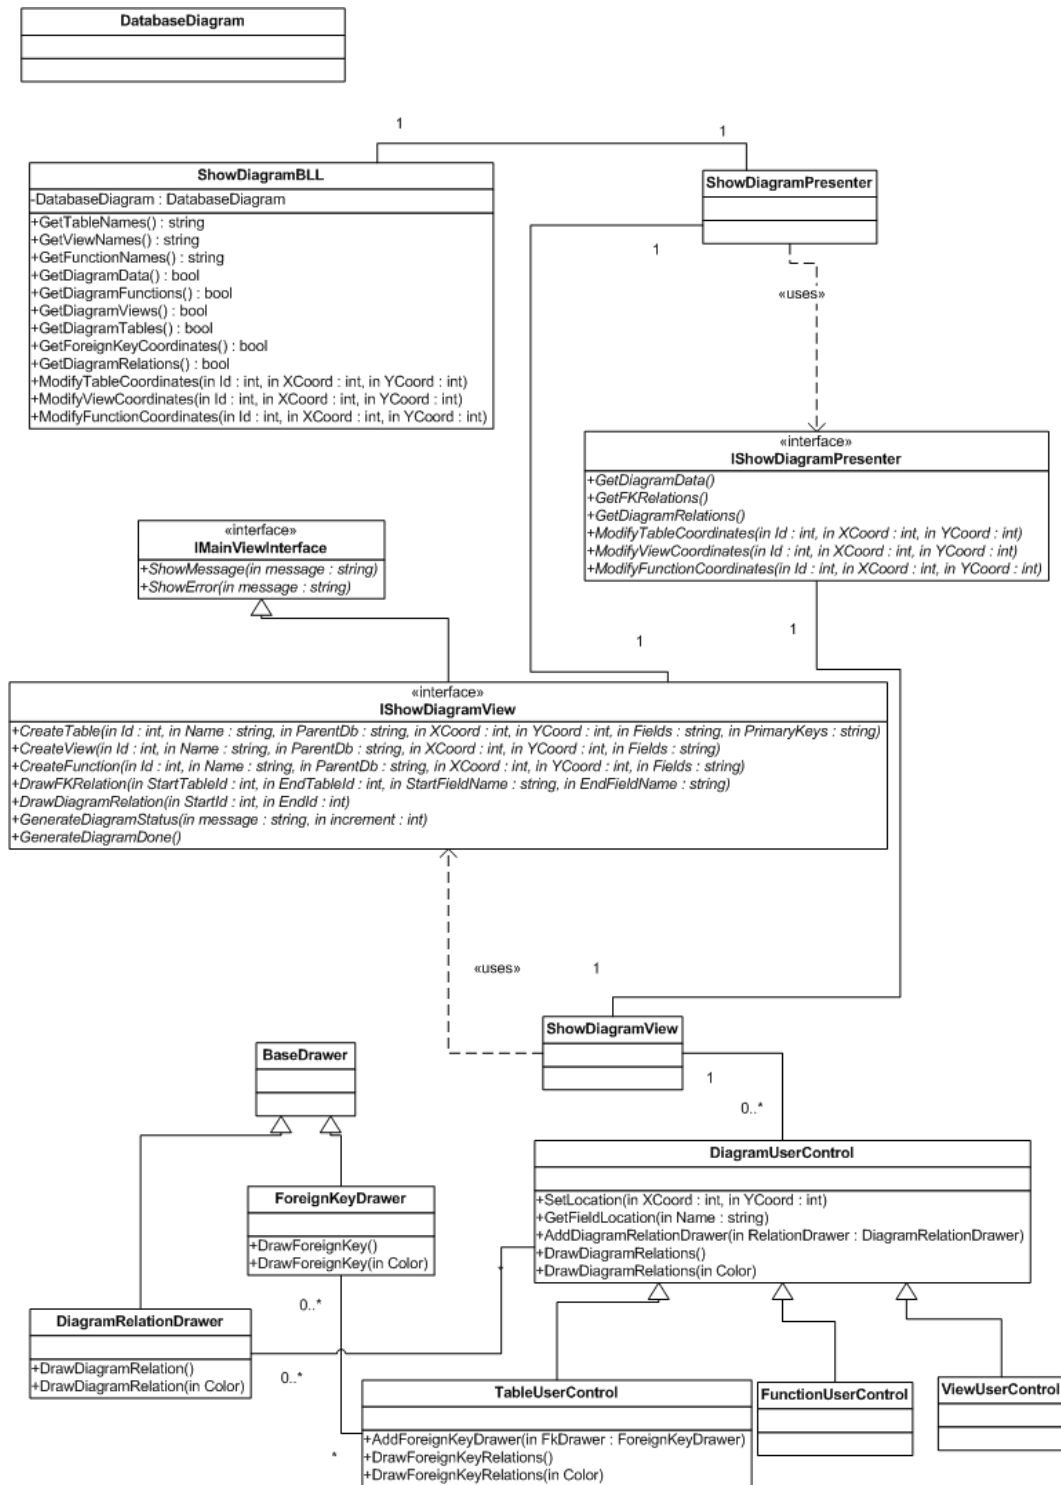 DatabaseDiagram
1
1
ShowDiagramBLL
-DatabaseDiagram : DatabaseDiagram
+GetTableNames() : string
+GetViewNames() : string
+GetFunctionNames() : string
+GetDiagramData() : bool
+GetDiagramFunctions() : bool
+GetDiagramViews() : bool
+GetDiagramTables() : bool
+GetForeignKeyCoordinates() : bool
+GetDiagramRelations() : bool
+ModifyTableCoordinates(in Id : int, in XCoord : int, in YCoord : int)
+ModifyViewCoordinates(in Id : int, in XCoord : int, in YCoord : int)
+ModifyFunctionCoordinates(in Id : int, in XCoord : int, in YCoord : int)
ShowDiagramPresenter
1
«uses»
«interface»
IShowDiagramPresenter
+GetDiagramData()
+GetFKRelations()
+GetDiagramRelations()
+ModifyTableCoordinates(in Id : int, in XCoord : int, in YCoord : int)
+ModifyViewCoordinates(in Id : int, in XCoord : int, in YCoord : int)
+ModifyFunctionCoordinates(in Id : int, in XCoord : int, in YCoord : int)
«interface»
IMainViewInterface
+ShowMessage(in message : string)
+ShowError(in message : string)
1
1
«interface»
IShowDiagramView
+CreateTable(in Id : int, in Name : string, in ParentDb : string, in XCoord : int, in YCoord : int, in Fields : string, in PrimaryKeys : string)
+CreateView(in Id : int, in Name : string, in ParentDb : string, in XCoord : int, in YCoord : int, in Fields : string)
+CreateFunction(in Id : int, in Name : string, in ParentDb : string, in XCoord : int, in YCoord : int, in Fields : string)
+DrawFKRelation(in StartTableId : int, in EndTableId : int, in StartFieldName : string, in EndFieldName : string)
+DrawDiagramRelation(in StartId : int, in EndId : int)
+GenerateDiagramStatus(in message : string, in increment : int)
+GenerateDiagramDone()
«uses»
1
ShowDiagramView
1
0..*
BaseDrawer
DiagramUserControl
+SetLocation(in XCoord : int, in YCoord : int)
+GetFieldLocation(in Name : string)
+AddDiagramRelationDrawer(in RelationDrawer : DiagramRelationDrawer)
+DrawDiagramRelations()
+DrawDiagramRelations(in Color)
ForeignKeyDrawer
+DrawForeignKey()
+DrawForeignKey(in Color)
*
0..*
DiagramRelationDrawer
+DrawDiagramRelation()
+DrawDiagramRelation(in Color)
0..*
TableUserControl
+AddForeignKeyDrawer(in FkDrawer : ForeignKeyDrawer)
+DrawForeignKeyRelations()
+DrawForeignKeyRelations(in Color)
*
FunctionUserControl
ViewUserControl